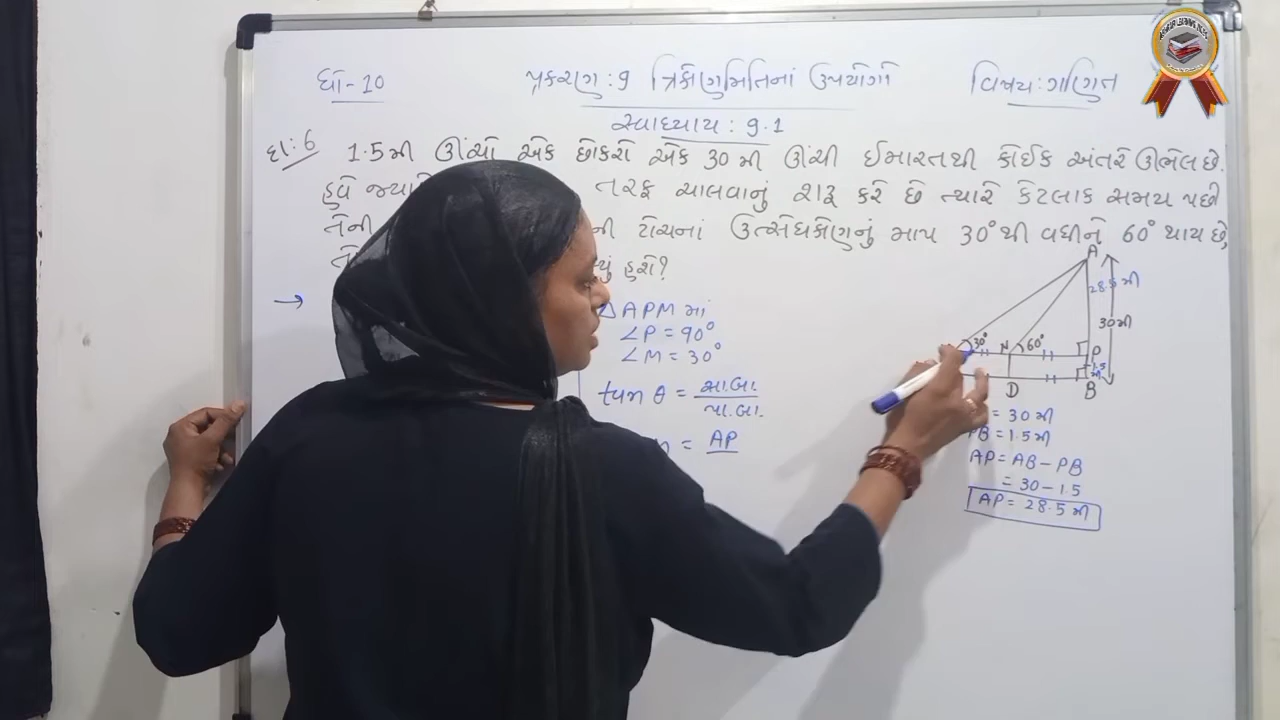 ધો-10
પ્રકરણ : 9 ત્રિકોણમિતિનાં ઉપયોગો
વિષય : ગણિત
સ્વાધ્યાય : 9.1
દા : 6
1.5 મી ઊંચો એક છોકરો એક 30 મી ઊંચી ઈમારતથી કોઈક અંતરે ઊભેલ છે.
હવે તરફ ચાલવાનું શરૂ કરે છે ત્યારે કેટલાક સમય પછી
તેની ની ટોચનાં ઉત્સેધકોણનું માપ 30° થી વધીને 60° થાય છે,
હશે?
→
△APM માં
∠P = 90°
∠M = 30°
tan θ = સા.બા. / પા.બા.
= AP
A
28.5 મી
30 મી
30°
N
60°
P
1.5 મી
D
B
= 30 મી
PB = 1.5 મી
AP = AB - PB
= 30 - 1.5
AP = 28.5 મી